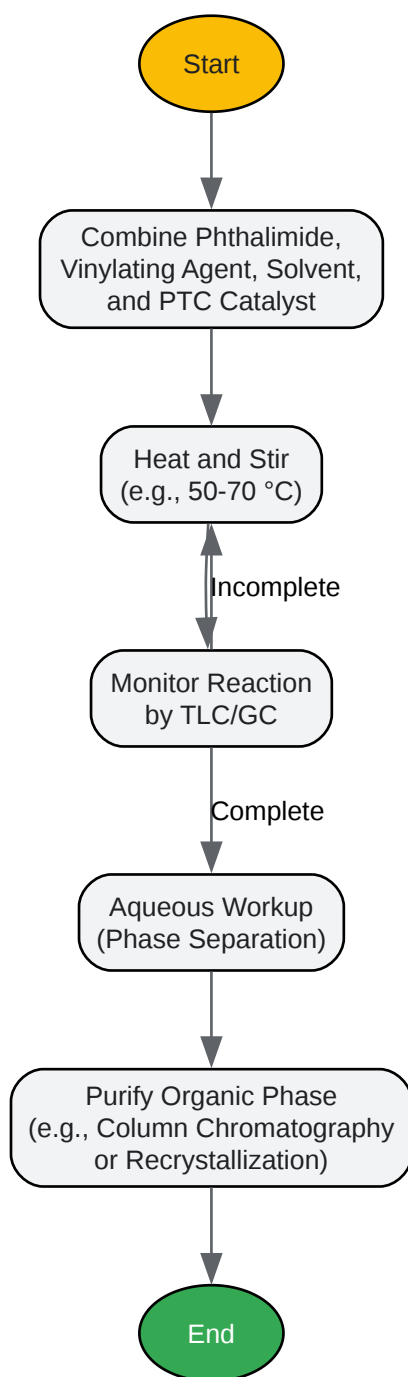 Start
Combine Phthalimide,
Vinylating Agent, Solvent,
and PTC Catalyst
Heat and Stir
(e.g., 50-70 °C)
Incomplete
Monitor Reaction
by TLC/GC
Complete
Aqueous Workup
(Phase Separation)
Purify Organic Phase
(e.g., Column Chromatography
or Recrystallization)
End